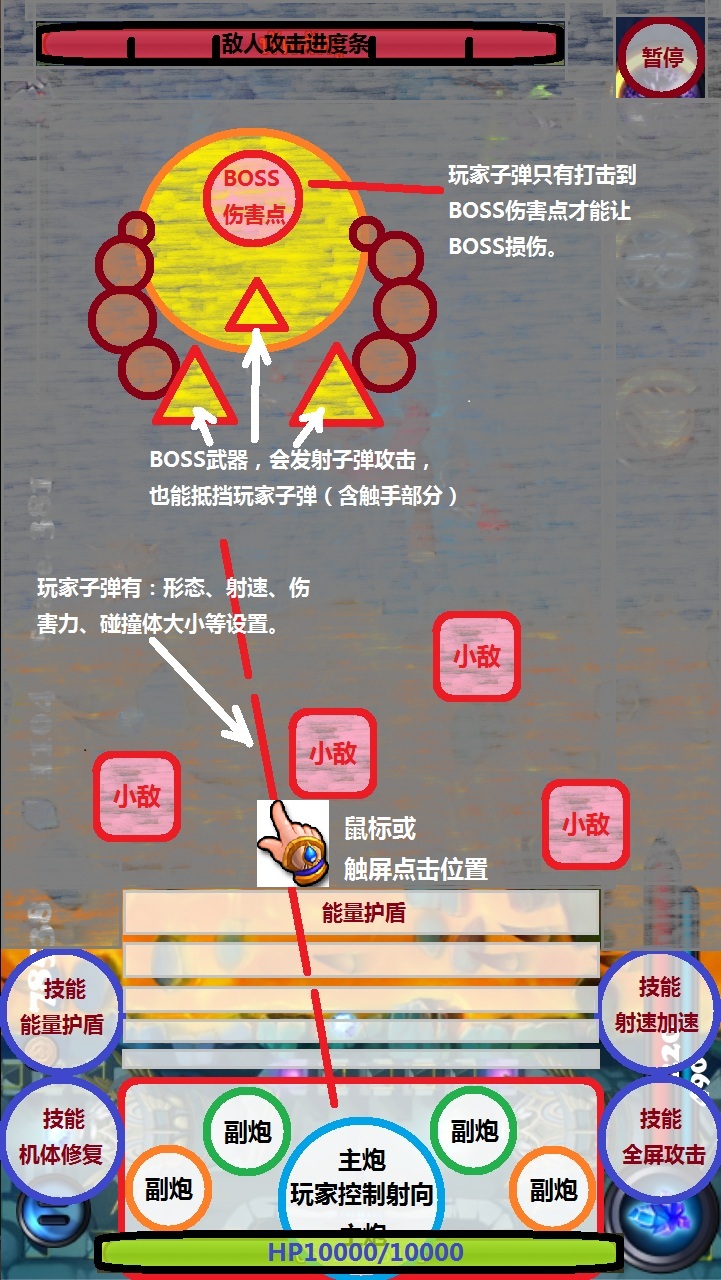 敌人攻击进度条
暂停
BOSS
伤害点
玩家子弹只有打击到
BOSS伤害点才能让
BOSS损伤。
BOSS武器，会发射子弹攻击，
也能抵挡玩家子弹（含触手部分）
玩家子弹有：形态、射速、伤
害力、碰撞体大小等设置。
小敌
小敌
小敌
小敌
鼠标或
触屏点击位置
能量护盾
技能
能量护盾
技能
射速加速
技能
机体修复
技能
全屏攻击
副炮
副炮
副炮
副炮
主炮
玩家控制射向
主炮
HP10000/10000